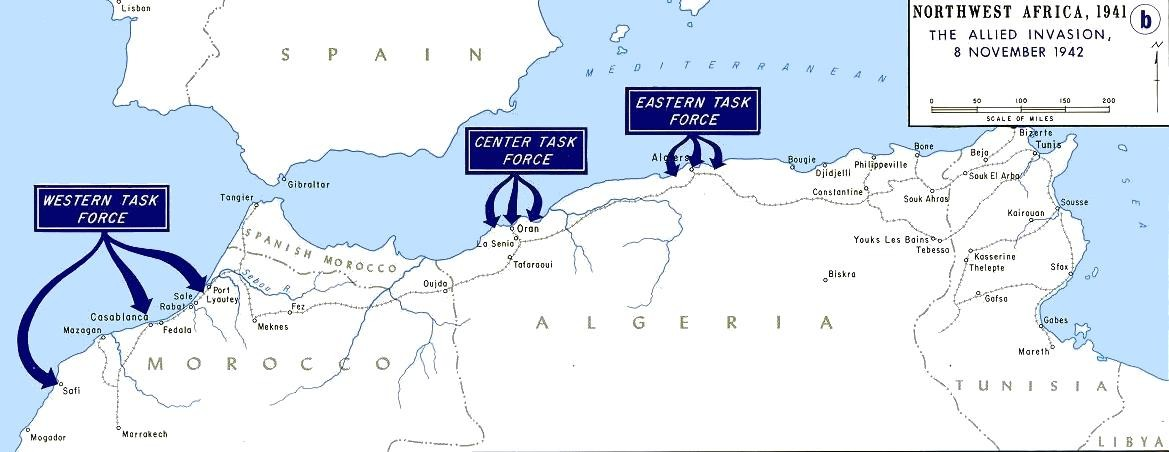 NORTHWEST AFRICA, 1941
b
THE ALLIED INVASION,
8 NOVEMBER 1942
N
0 50 100 150 200
SCALE OF MILES
Lisbon
SPAIN
MEDITERRANEAN
SEA
EASTERN TASK
FORCE
CENTER TASK
FORCE
WESTERN TASK
FORCE
Gibraltar
Tangier
SPANISH MOROCCO
Sebou R
Port
Lyautey
Sale
Rabat
Casablanca
Fedala
Mazagan
Safi
Mogador
Marrakech
Meknes
Fez
Oujda
MOROCCO
Oran
La Senia
Tafaraoui
Algiers
Bougie
Djidjelli
Philippeville
Constantine
Bone
Souk Ahras
Beja
Souk El Arba
Bizerte
Tunis
Sousse
Kairouan
Youks Les Bains
Tebessa
Kasserine
Thelepte
Sfax
Gafsa
Gabes
Mareth
Biskra
ALGERIA
TUNISIA
LIBYA